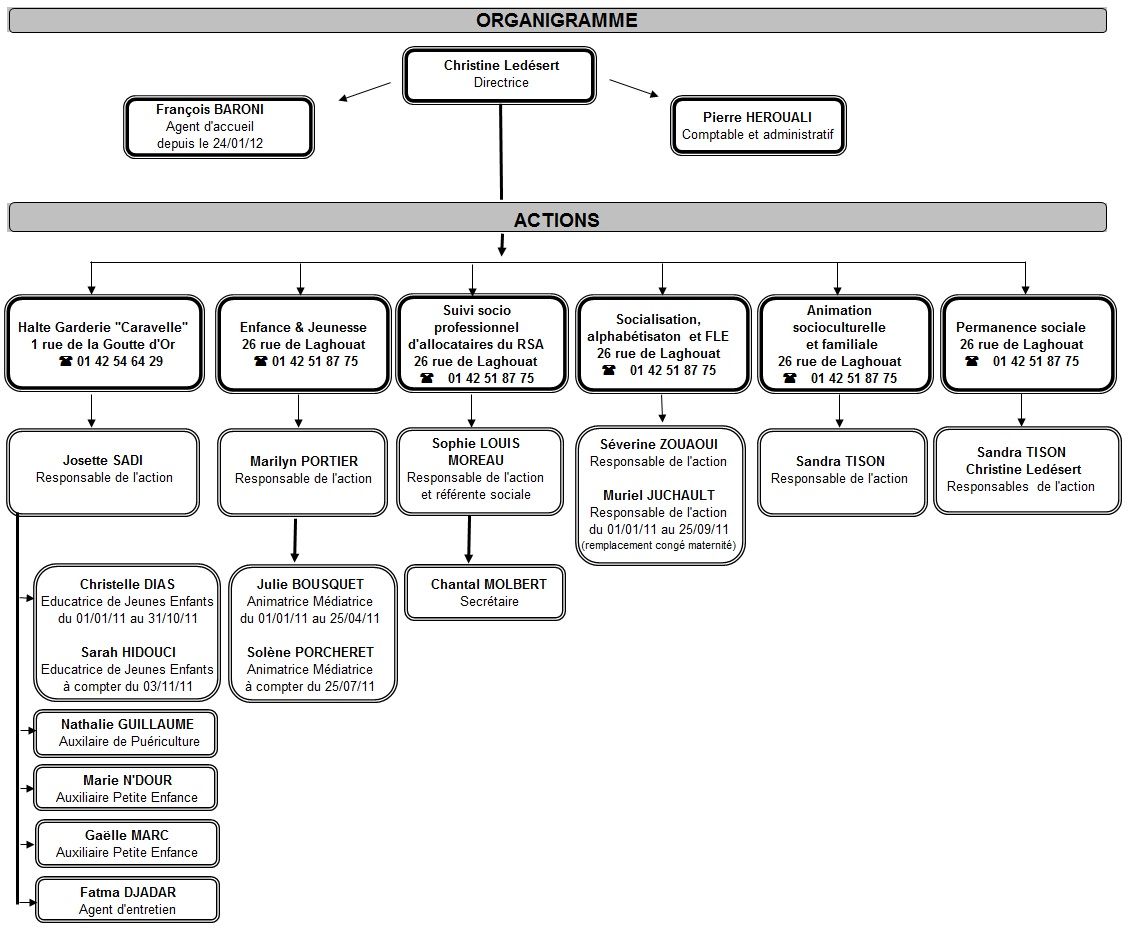 ORGANIGRAMME
Christine Ledésert
Directrice
François BARONI
Agent d'accueil
depuis le 24/01/12
Pierre HEROUALI
Comptable et administratif
ACTIONS
Halte Garderie "Caravelle"
1 rue de la Goutte d'Or
☎ 01 42 54 64 29
Enfance & Jeunesse
26 rue de Laghouat
☎ 01 42 51 87 75
Suivi socio
professionnel
d'allocataires du RSA
26 rue de Laghouat
☎ 01 42 51 87 75
Socialisation,
alphabétisaton et FLE
26 rue de Laghouat
☎ 01 42 51 87 75
Animation
socioculturelle
et familiale
26 rue de Laghouat
☎ 01 42 51 87 75
Permanence sociale
26 rue de Laghouat
☎ 01 42 51 87 75
Josette SADI
Responsable de l'action
Marilyn PORTIER
Responsable de l'action
Sophie LOUIS
MOREAU
Responsable de l'action
et référente sociale
Séverine ZOUAOUI
Responsable de l'action
Muriel JUCHAULT
Responsable de l'action
du 01/01/11 au 25/09/11
(remplacement congé maternité)
Sandra TISON
Responsable de l'action
Sandra TISON
Christine Ledésert
Responsables de l'action
Christelle DIAS
Educatrice de Jeunes Enfants
du 01/01/11 au 31/10/11
Sarah HIDOUCI
Educatrice de Jeunes Enfants
à compter du 03/11/11
Julie BOUSQUET
Animatrice Médiatrice
du 01/01/11 au 25/04/11
Solène PORCHERET
Animatrice Médiatrice
à compter du 25/07/11
Chantal MOLBERT
Secrétaire
Nathalie GUILLAUME
Auxilaire de Puériculture
Marie N'DOUR
Auxiliaire Petite Enfance
Gaëlle MARC
Auxiliaire Petite Enfance
Fatma DJADAR
Agent d'entretien